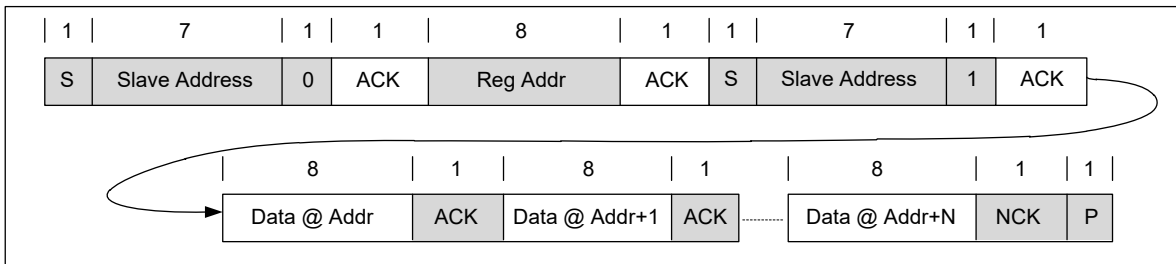 1 7 1 1 8 1 1 7 1 1
S Slave Address 0 ACK Reg Addr ACK S Slave Address 1 ACK
8 1 8 1 8 1 1
Data @ Addr ACK Data @ Addr+1 ACK Data @ Addr+N NCK P